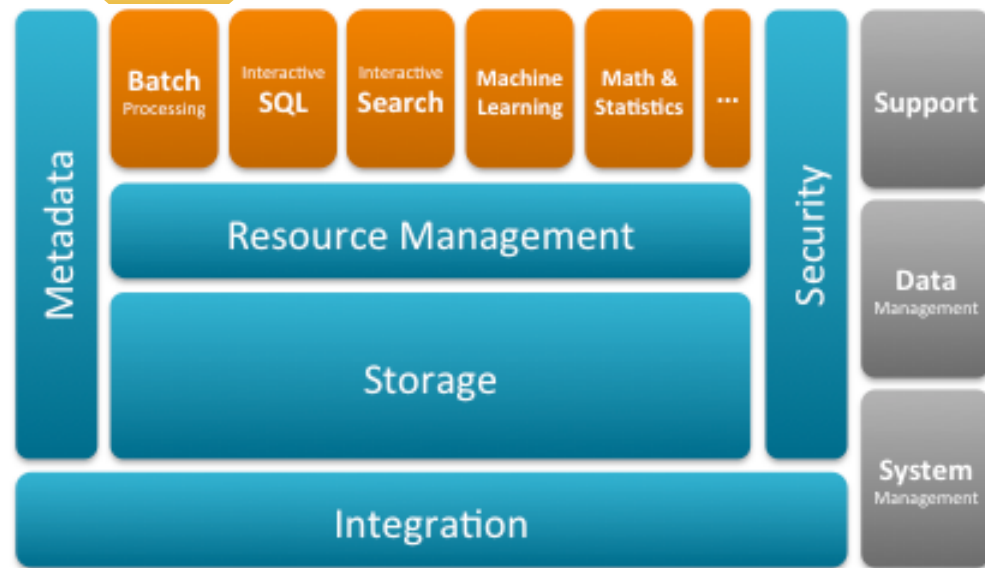 Metadata
Batch
Processing
Interactive
SQL
Interactive
Search
Machine
Learning
Math &
Statistics
...
Resource Management
Storage
Security
Integration
Support
Data
Management
System
Management